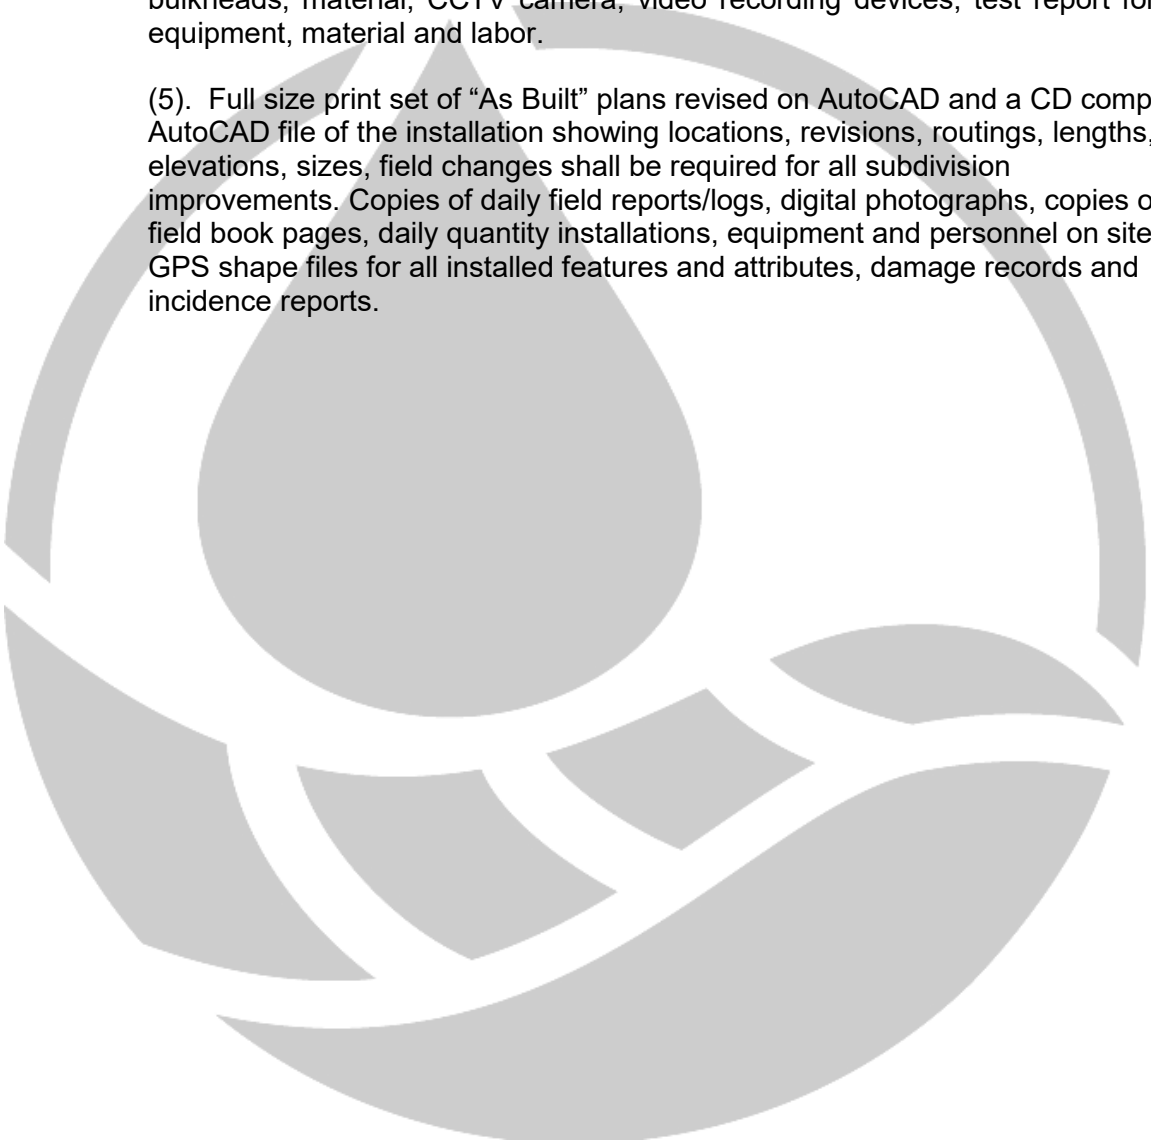 bulkheads, material, CCTV camera, video recording devices, test report for
equipment, material and labor.
(5). Full size print set of “As Built” plans revised on AutoCAD and a CD comp
AutoCAD file of the installation showing locations, revisions, routings, lengths,
elevations, sizes, field changes shall be required for all subdivision
improvements. Copies of daily field reports/logs, digital photographs, copies o
field book pages, daily quantity installations, equipment and personnel on site
GPS shape files for all installed features and attributes, damage records and
incidence reports.